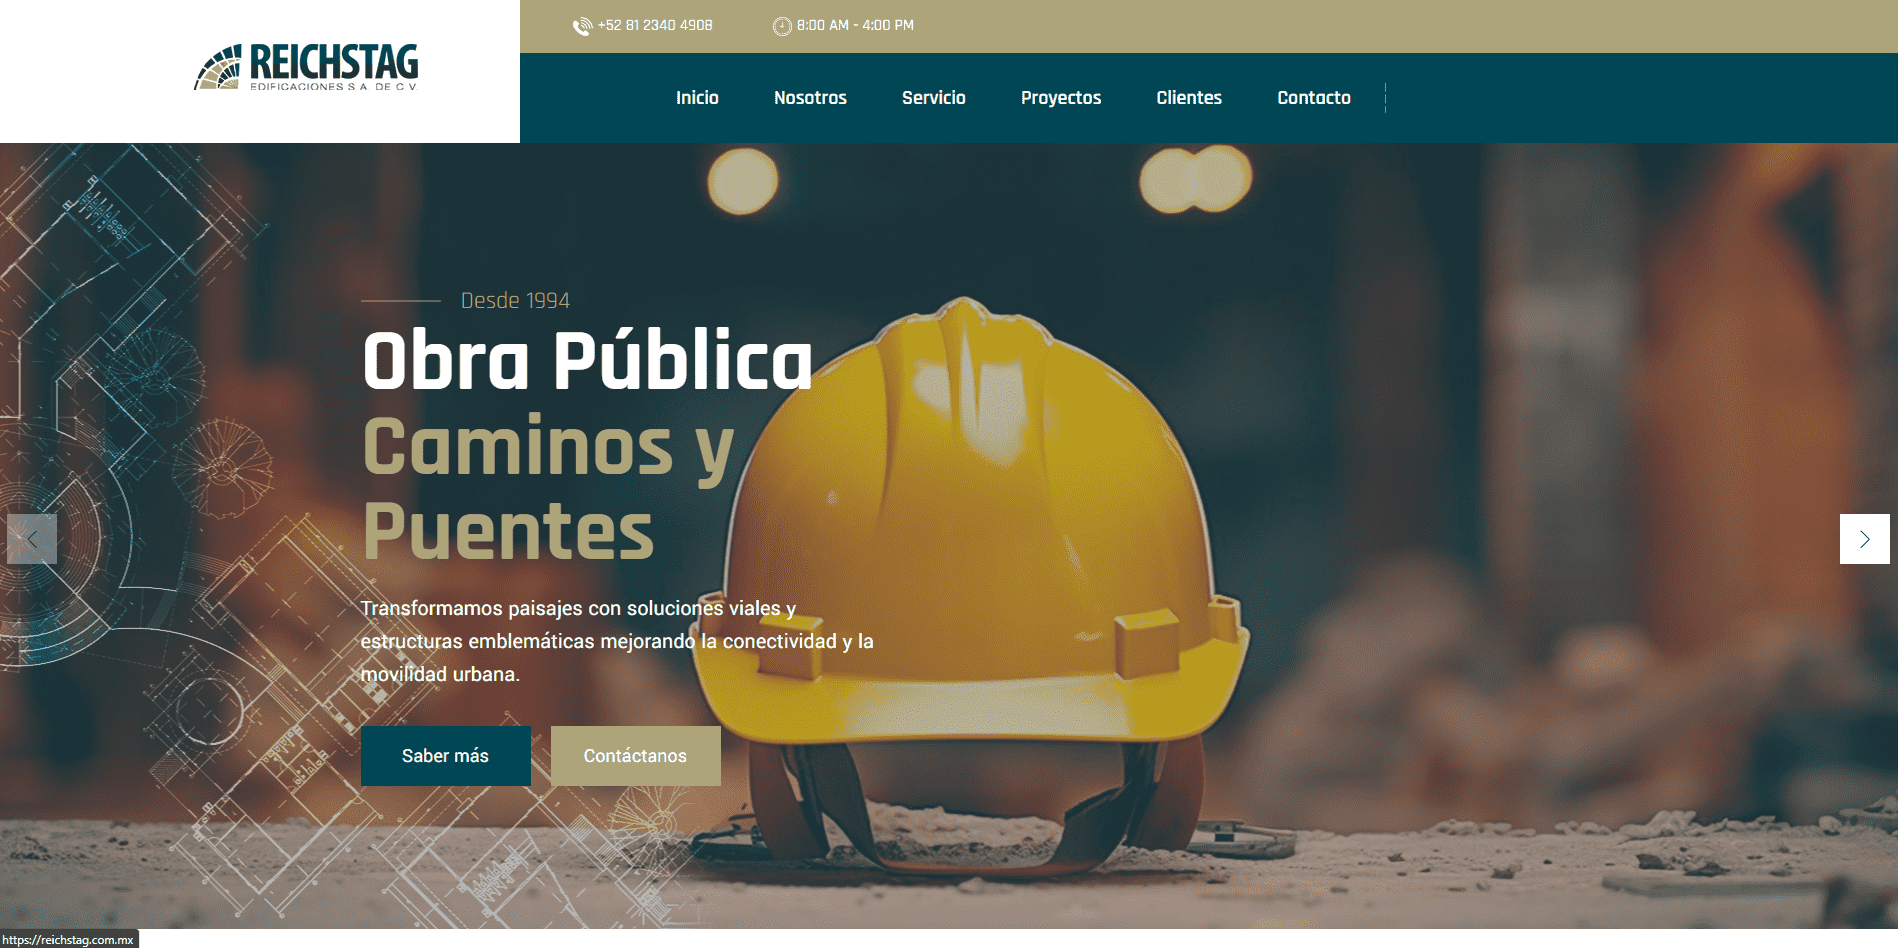 +52 81 2340 4908
8:00 AM - 4:00 PM
REICHSTAG
EDIFICACIONES S.A. DE C.V.
Inicio
Nosotros
Servicio
Proyectos
Clientes
Contacto
Desde 1994
Obra Pública
Caminos y
Puentes
Transformamos paisajes con soluciones viales y
estructuras emblemáticas mejorando la conectividad y la
movilidad urbana.
Saber más
Contáctanos
https://reichstag.com.mx